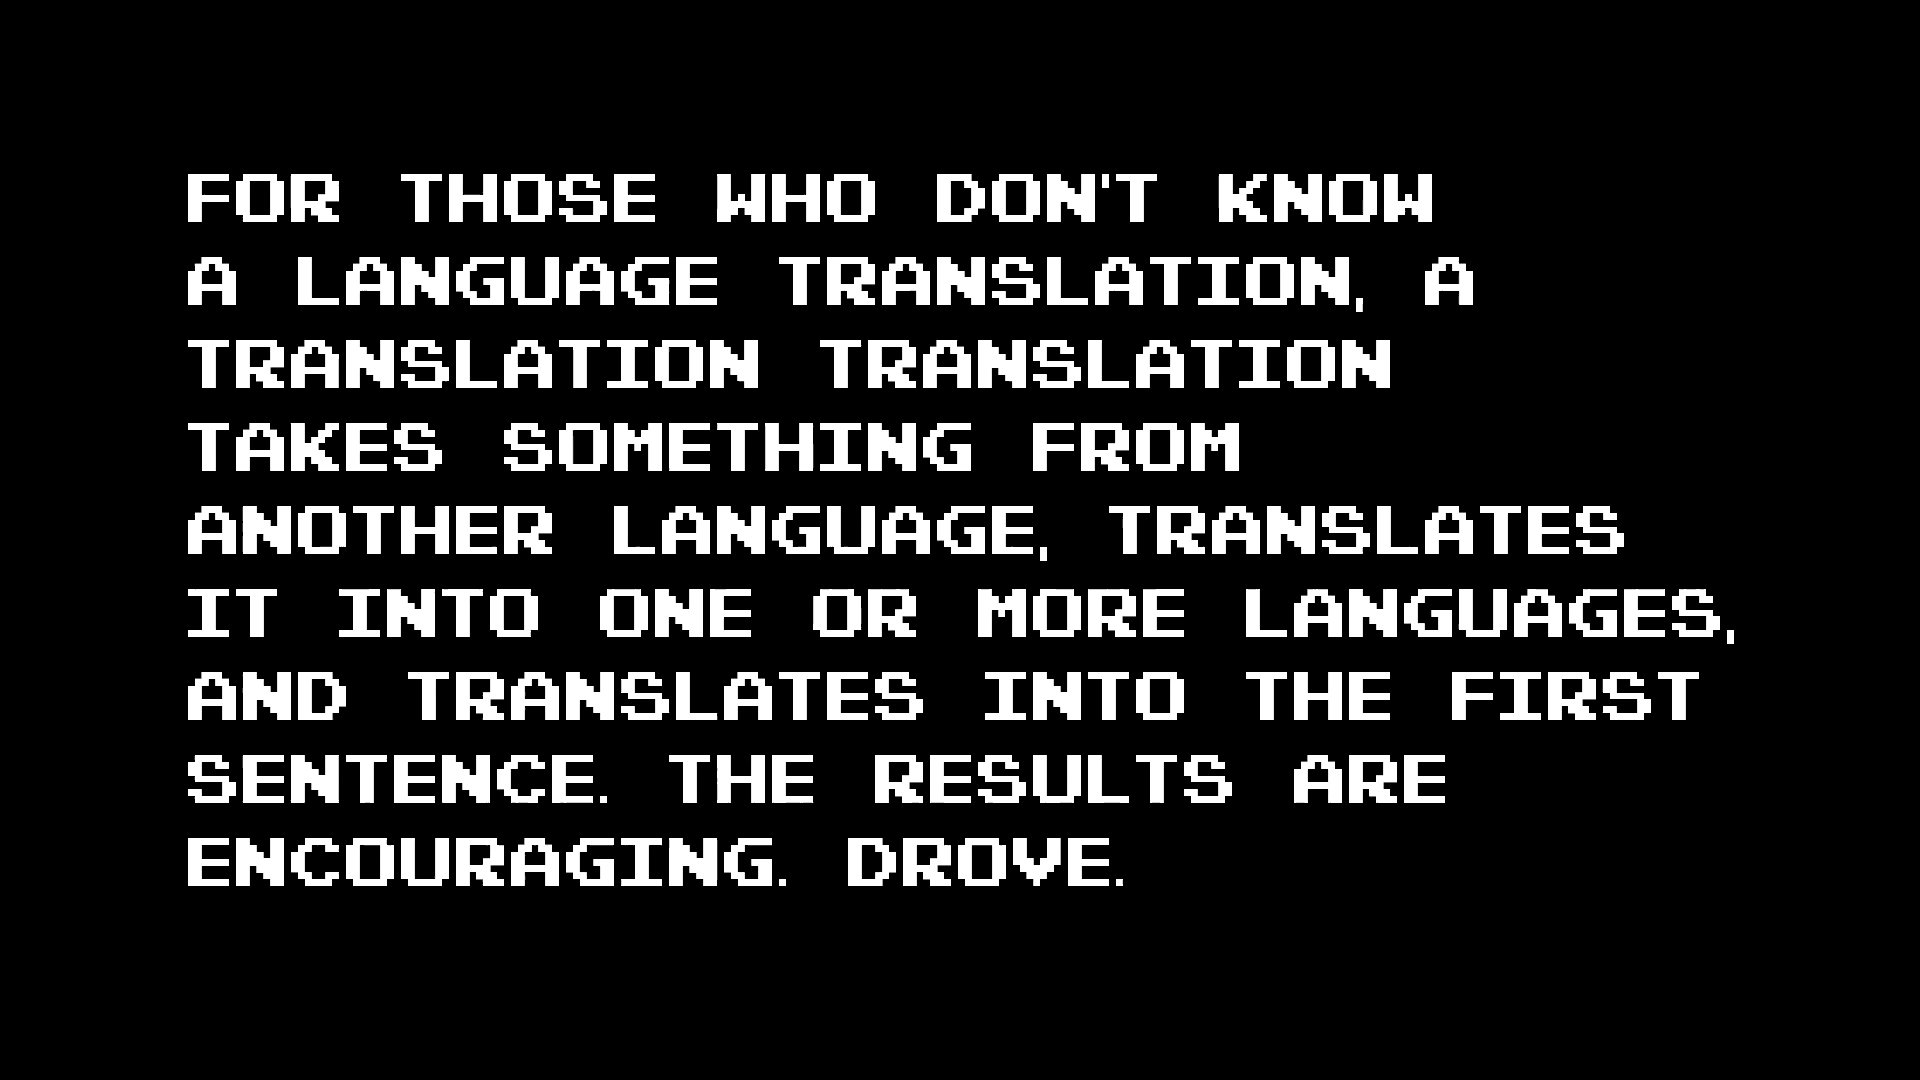 FOR THOSE WHO DON'T KNOW
A LANGUAGE TRANSLATION, A
TRANSLATION TRANSLATION
TAKES SOMETHING FROM
ANOTHER LANGUAGE, TRANSLATES
IT INTO ONE OR MORE LANGUAGES,
AND TRANSLATES INTO THE FIRST
SENTENCE. THE RESULTS ARE
ENCOURAGING. DROVE.